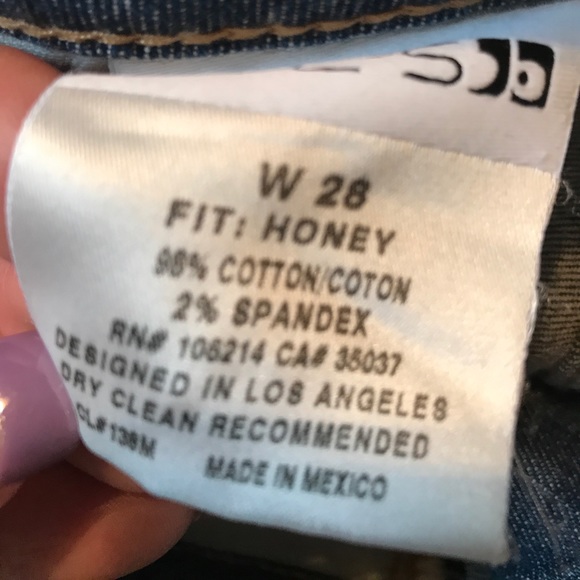 W 28
FIT: HONEY
98% COTTON/COTON
2% SPANDEX
RN# 106214 CA# 35037
DESIGNED IN LOS ANGELES
DRY CLEAN RECOMMENDED
CL#138M
MADE IN MEXICO